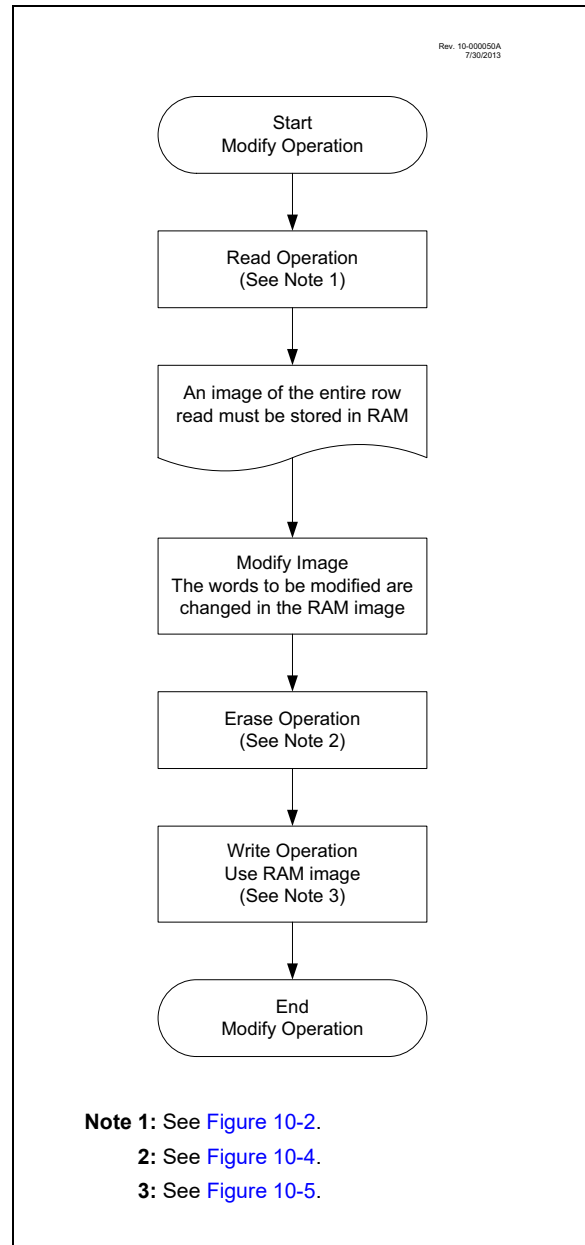 Rev. 10-000050A
7/30/2013
Start
Modify Operation
Read Operation
(See Note 1)
An image of the entire row
read must be stored in RAM
Modify Image
The words to be modified are
changed in the RAM image
Erase Operation
(See Note 2)
Write Operation
Use RAM image
(See Note 3)
End
Modify Operation
Note 1: See Figure 10-2.
2: See Figure 10-4.
3: See Figure 10-5.